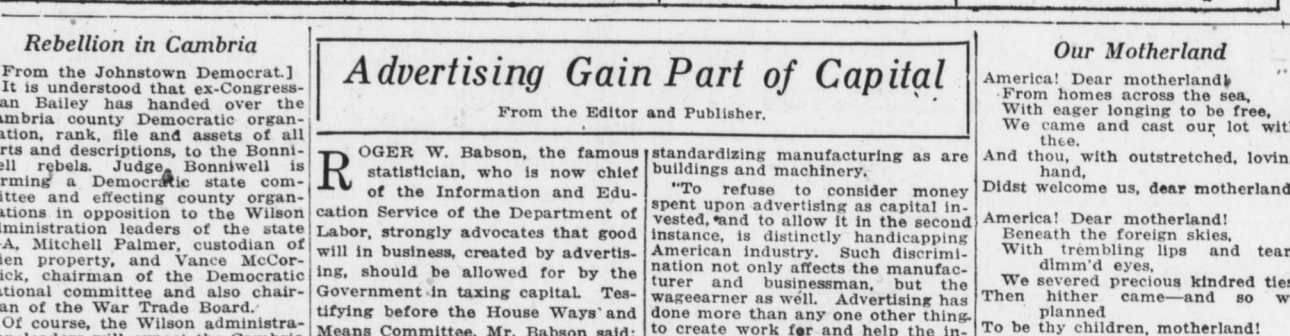 Rebellion in Cambria
[From the Johnstown Democrat.]
It is understood that ex-Congress-
an Bailey has handed over the
ambria county Democratic organ-
ation, rank, file and assets of all
rts and descriptions, to the Bonni-
ell rebels. Judge Bonniwell is
rming a Democratic state com-
ittee and effecting county organ-
ations in opposition to the Wilson
ministration leaders of the state
-A, Mitchell Palmer, custodian of
ien property, and Vance McCor-
ick, chairman of the Democratic
tional committee and also chair-
an of the War Trade Board.
Of course, the Wilson administra-
Advertising Gain Part of Capital
From the Editor and Publisher.
ROGER W. Babson, the famous
statistician, who is now chief
of the Information and Edu-
cation Service of the Department of
Labor, strongly advocates that good
will in business, created by advertis-
ing, should be allowed for by the
Government in taxing capital. Tes-
tifying before the House Ways and
Means Committee, Mr. Babson said:
standardizing manufacturing as are
buildings and machinery.
"To refuse to consider money
spent upon advertising as capital in-
vested, and to allow it in the second
instance, is distinctly handicapping
American industry. Such discrimi-
nation not only affects the manufac-
turer and businessman, but the
wageearner as well. Advertising has
done more than any one other thing
to create work for and help the in-
Our Motherland
America! Dear motherland!
From homes across the sea,
With eager longing to be free,
We came and cast our lot wit
thee.
And thou, with outstretched, lovin
hand,
Didst welcome us, dear motherland
America! Dear motherland!
Beneath the foreign skies,
With trembling lips and tear
dimm'd eyes,
We severed precious kindred ties
Then hither came—and so w
planned
To be thy children, motherland!